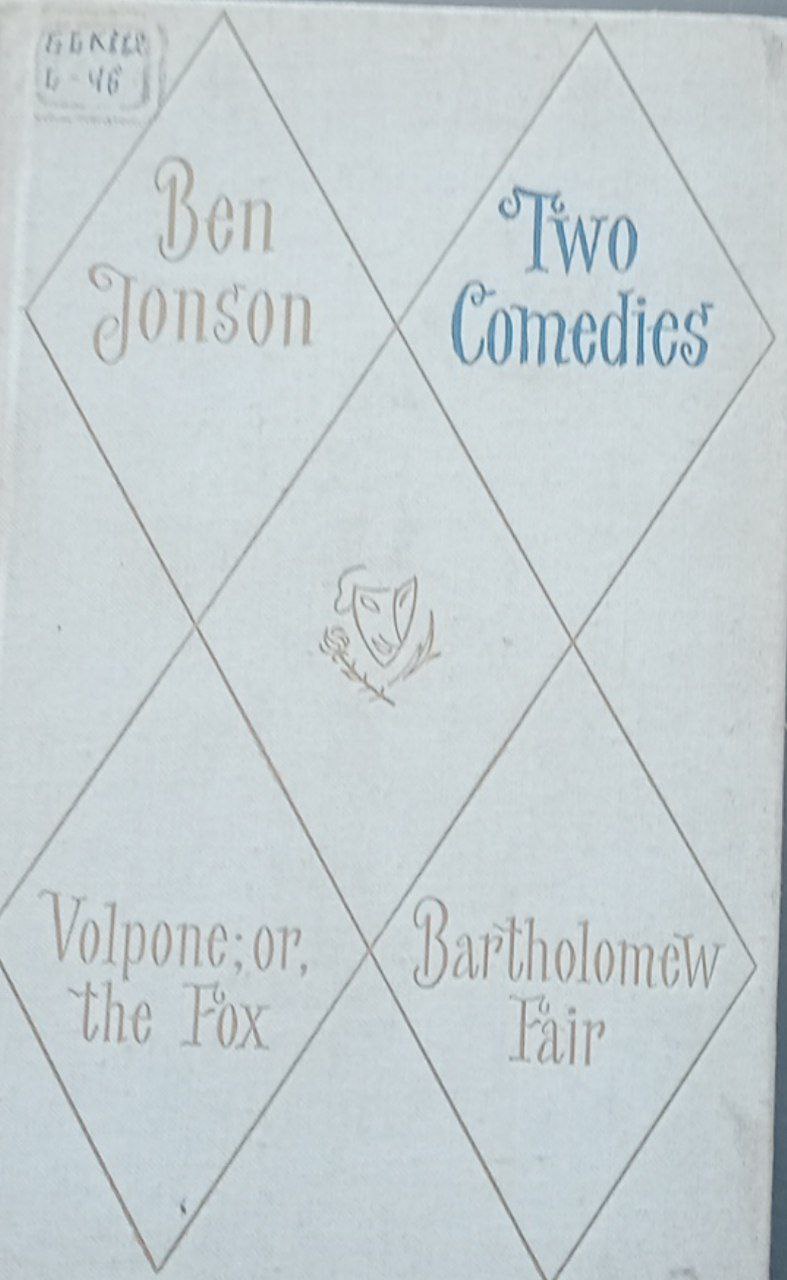 Ben
Jonson
Two
Comedies
Volpone; or,
the Fox
Bartholomew
Fair